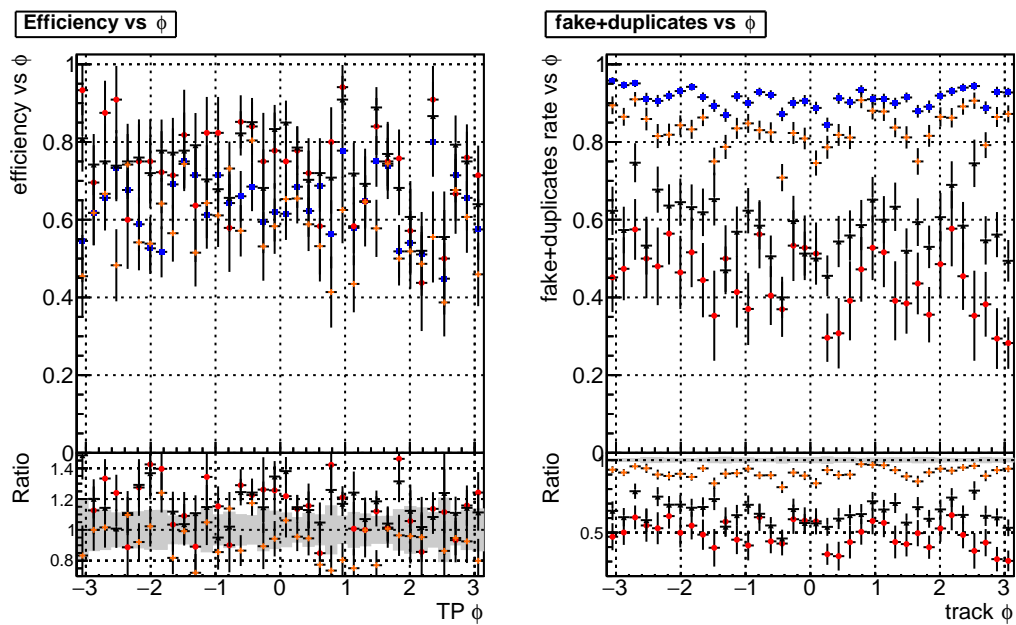 Efficiency vs ϕ
efficiency vs ϕ
1
0.8
0.6
0.4
0.2
0
Ratio
1.4
1.2
1
0.8
−3 −2 −1 0 1 2 3
TP ϕ
fake+duplicates vs ϕ
fake+duplicates rate vs ϕ
1
0.8
0.6
0.4
0.2
0
Ratio
1
0.5
−3 −2 −1 0 1 2 3
track ϕ